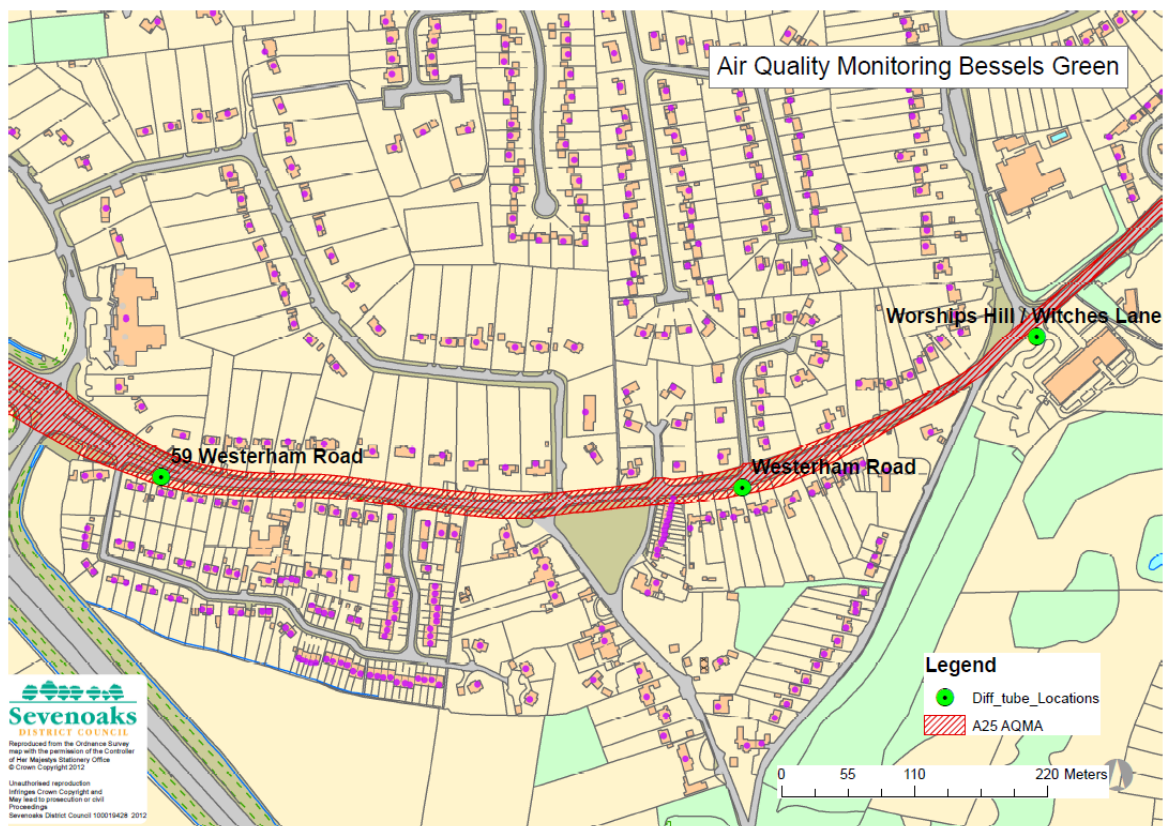 Air Quality Monitoring Bessels Green
Worships Hill / Witches Lane
59 Westerham Road
Westerham Road
Legend
Diff_tube_Locations
A25 AQMA
0 55 110 220 Meters
Sevenoaks
DISTRICT COUNCIL
Reproduced from the Ordnance Survey
map with the permission of the Controller
of Her Majestys Stationery Office
© Crown Copyright 2012
Unauthorised reproduction
Infringes Crown Copyright and
May lead to prosecution or civil
Proceedings
Sevenoaks District Council 100019428 2012